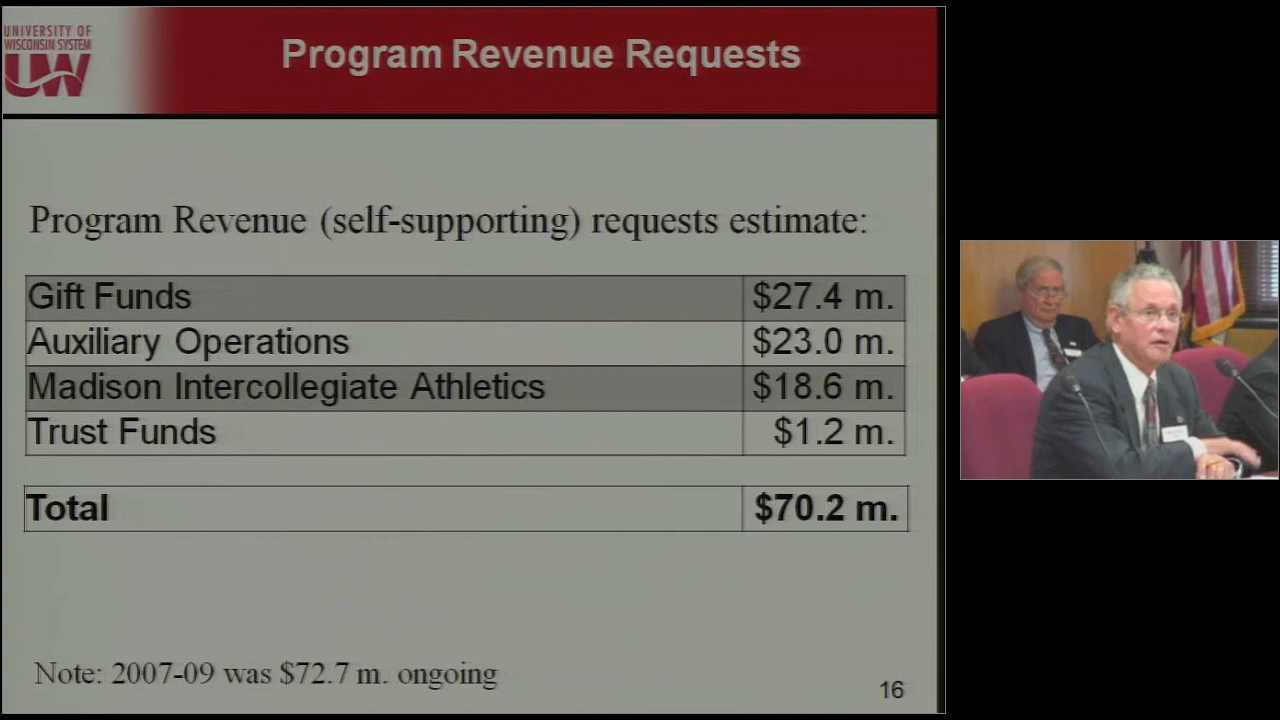 UNIVERSITY OF
WISCONSIN SYSTEM
UW
Program Revenue Requests
Program Revenue (self-supporting) requests estimate:
Gift Funds $27.4 m.
Auxiliary Operations $23.0 m.
Madison Intercollegiate Athletics $18.6 m.
Trust Funds $1.2 m.
Total $70.2 m.
Note: 2007-09 was $72.7 m. ongoing
16